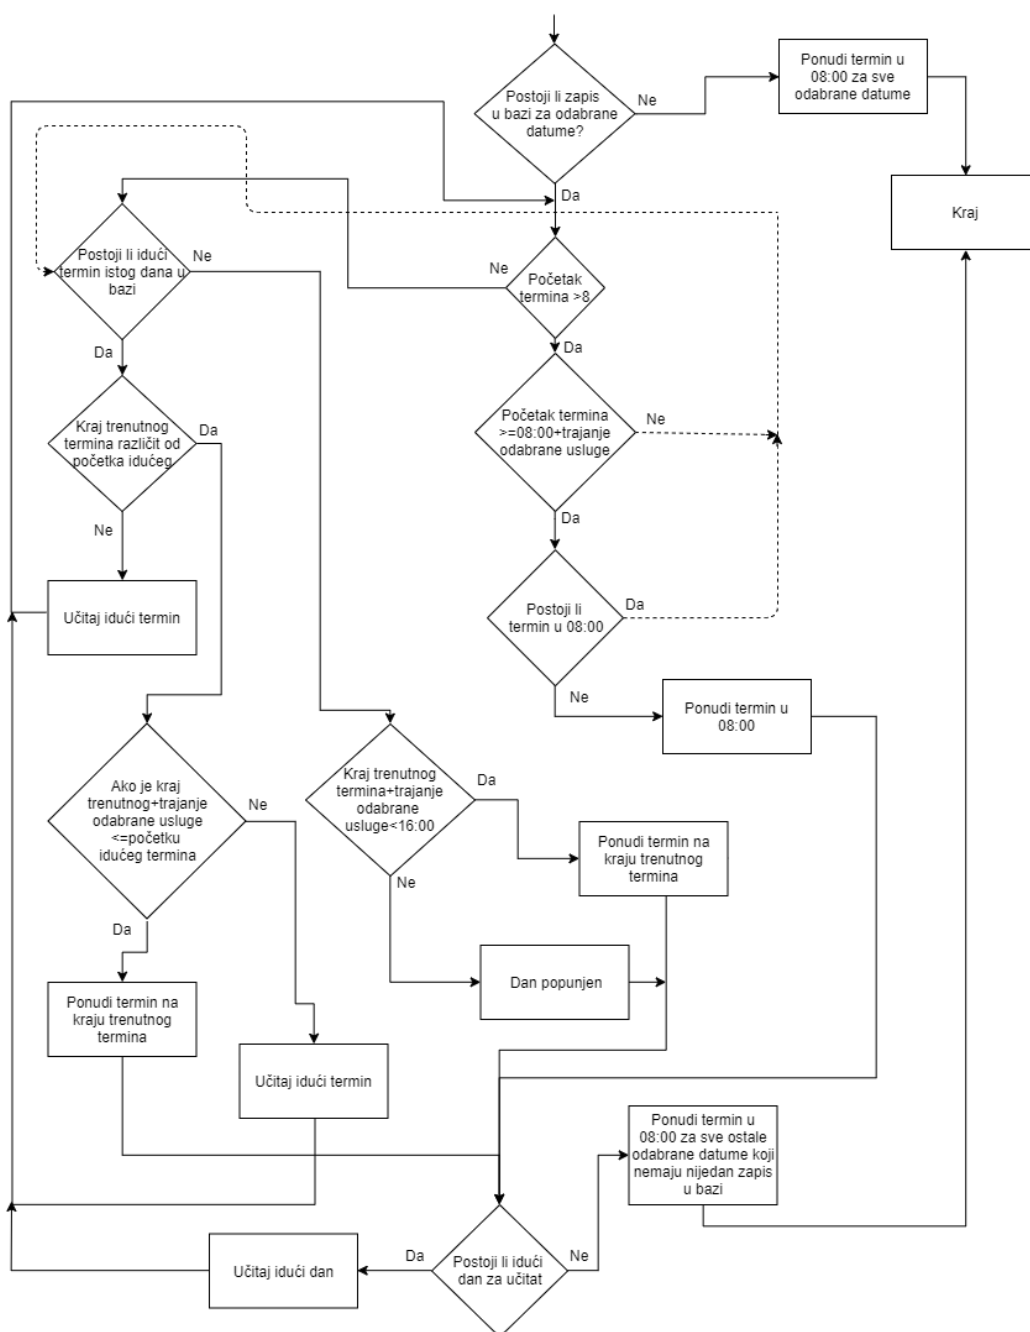 Postoji li zapis
u bazi za odabrane
datume?
Ne
Ponudi termin u
08:00 za sve
odabrane datume
Kraj
Da
Postoji li idući
termin istog dana u
bazi
Ne
Ne
Početak
termina >8
Da
Da
Kraj trenutnog
termina različit od
početka idućeg
Da
Početak termina
>=08:00+trajanje
odabrane usluge
Ne
Ne
Da
Učitaj idući termin
Postoji li
termin u 08:00
Da
Ne
Ponudi termin u
08:00
Ako je kraj
trenutnog+trajanje
odabrane usluge
<=početku
idućeg termina
Ne
Kraj trenutnog
termina+trajanje
odabrane
usluge<16:00
Da
Ponudi termin na
kraju trenutnog
termina
Ne
Da
Dan popunjen
Ponudi termin na
kraju trenutnog
termina
Učitaj idući termin
Ponudi termin u
08:00 za sve ostale
odabrane datume koji
nemaju nijedan zapis
u bazi
Učitaj idući dan
Da
Postoji li idući
dan za učitat
Ne